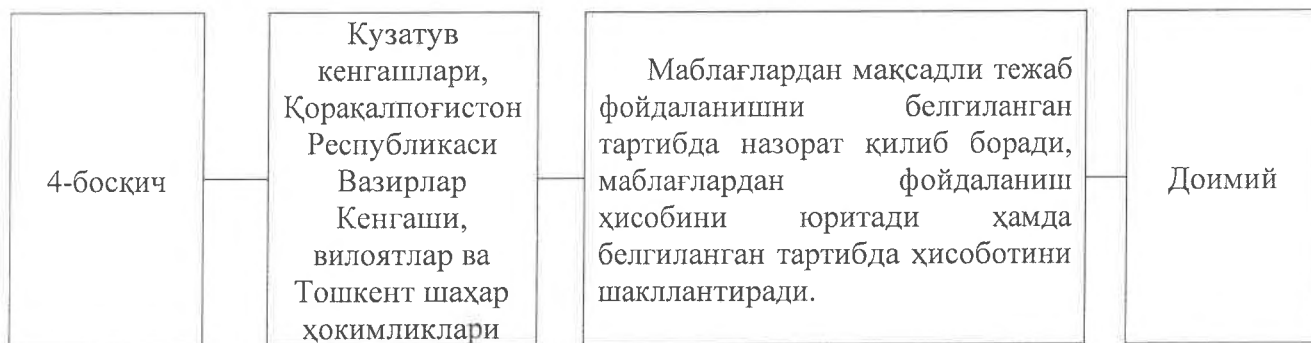 4-босқич
Кузатув
кенгашлари,
Қорақалпоғистон
Республикаси
Вазирлар
Кенгаши,
вилоятлар ва
Тошкент шаҳар
ҳокимликлари
Маблағлардан мақсадли тежаб
фойдаланишни белгиланган
тартибда назорат қилиб боради,
маблағлардан фойдаланиш
ҳисобини юритади ҳамда
белгиланган тартибда ҳисоботини
шакллантиради.
Доимий